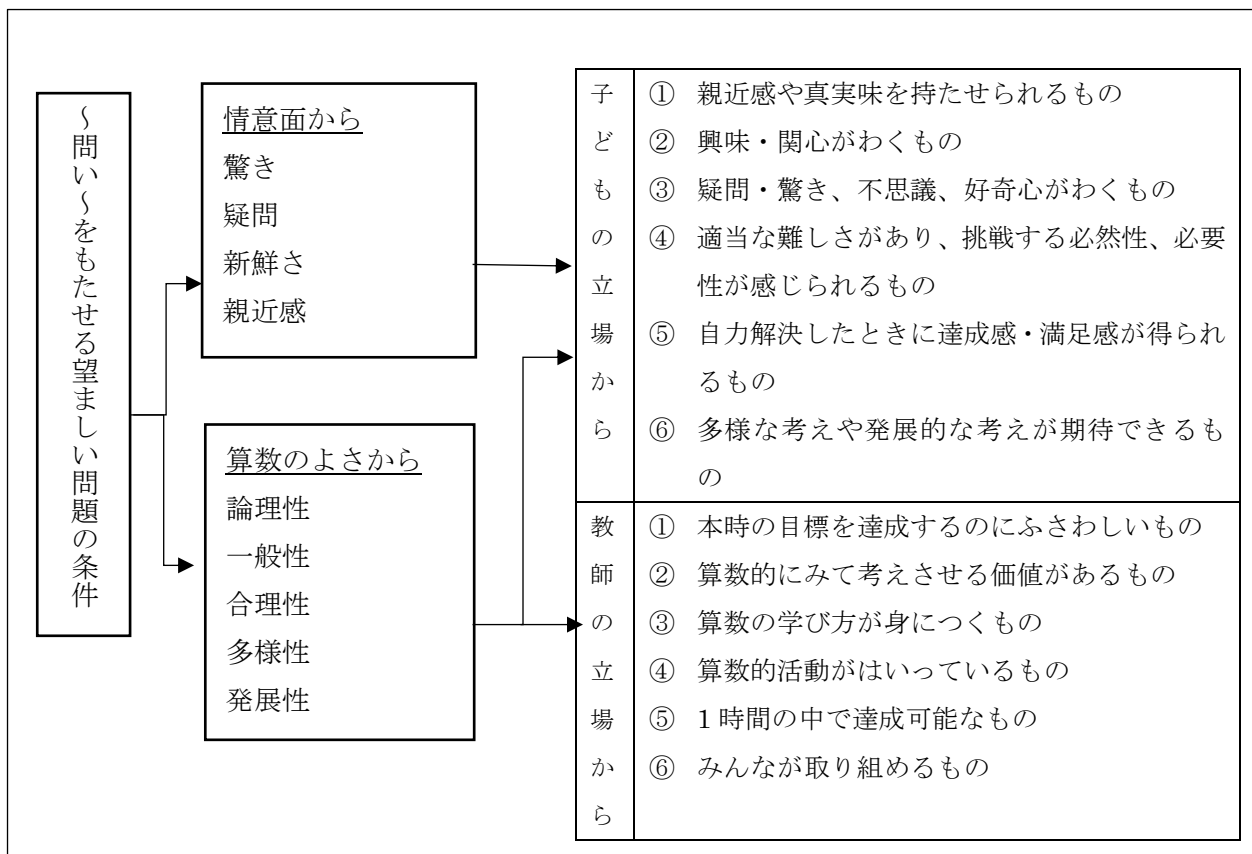 ～問い～をもたせる望ましい問題の条件
情意面から
驚き
疑問
新鮮さ
親近感
算数のよさから
論理性
一般性
合理性
多様性
発展性
子どもの立場から
① 親近感や真実味を持たせられるもの
② 興味・関心がわくもの
③ 疑問・驚き、不思議、好奇心がわくもの
④ 適当な難しさがあり、挑戦する必然性、必要
性が感じられるもの
⑤ 自力解決したときに達成感・満足感が得られ
るもの
⑥ 多様な考えや発展的な考えが期待できるも
の
教師の立場から
① 本時の目標を達成するのにふさわしいもの
② 算数的にみて考えさせる価値があるもの
③ 算数の学び方が身につくもの
④ 算数的活動がはいっているもの
⑤ 1時間の中で達成可能なもの
⑥ みんなが取り組めるもの